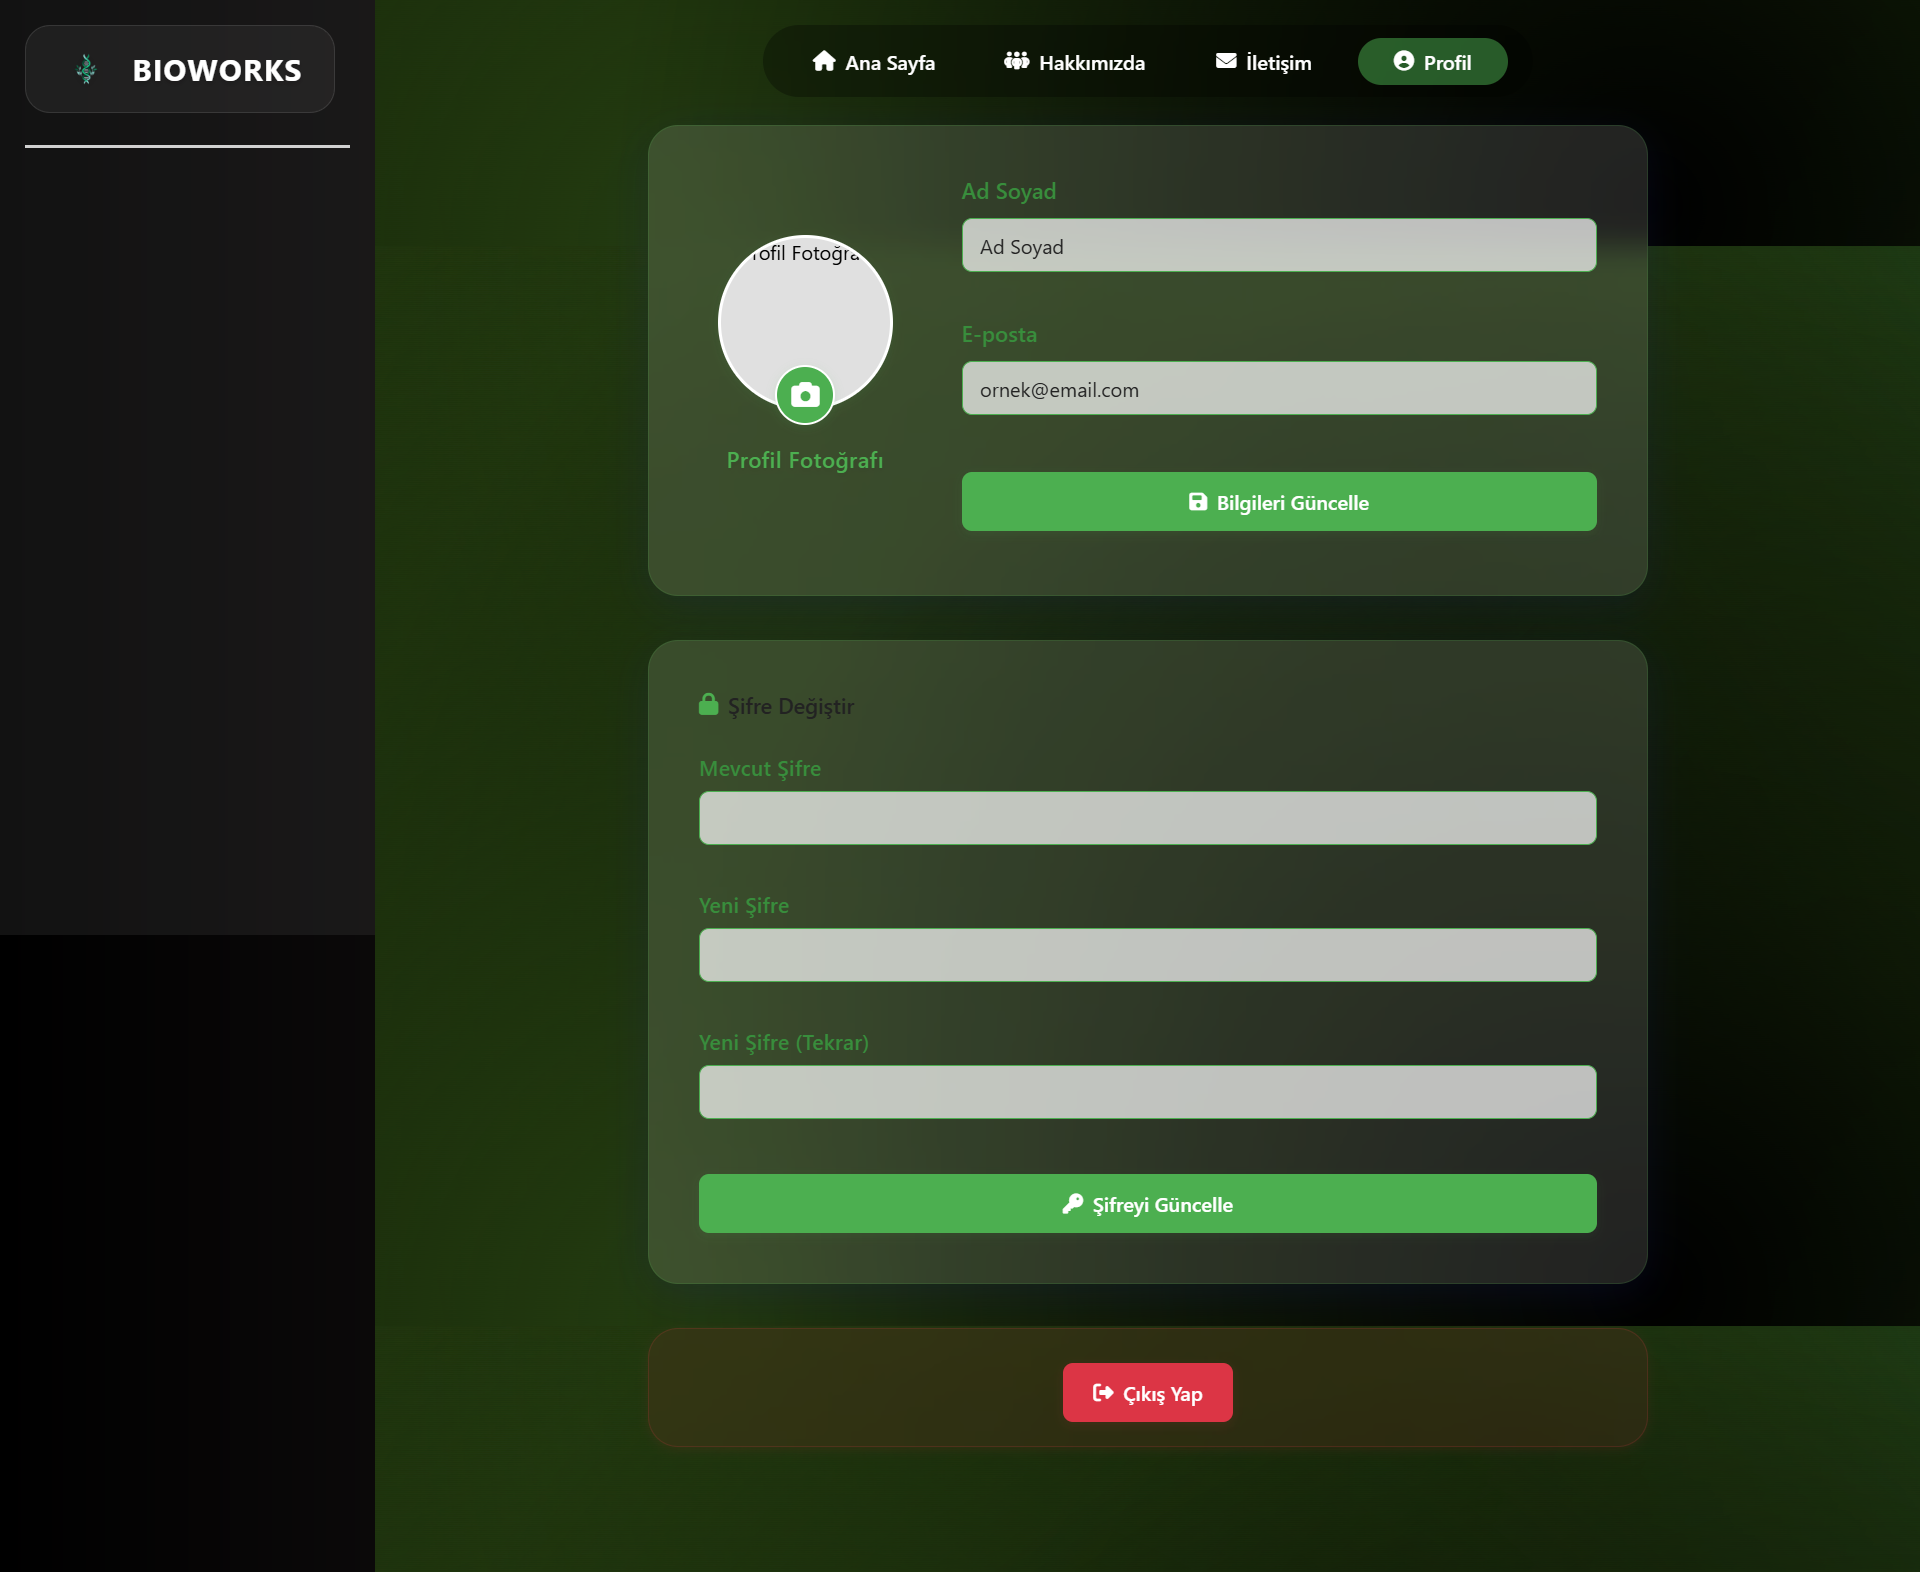 BIOWORKS
Ana Sayfa
Hakkımızda
İletişim
Profil
Ad Soyad
Ad Soyad
ofil Fotoğra
E-posta
ornek@email.com
Profil Fotoğrafı
Bilgileri Güncelle
Şifre Değiştir
Mevcut Şifre
Yeni Şifre
Yeni Şifre (Tekrar)
Şifreyi Güncelle
Çıkış Yap